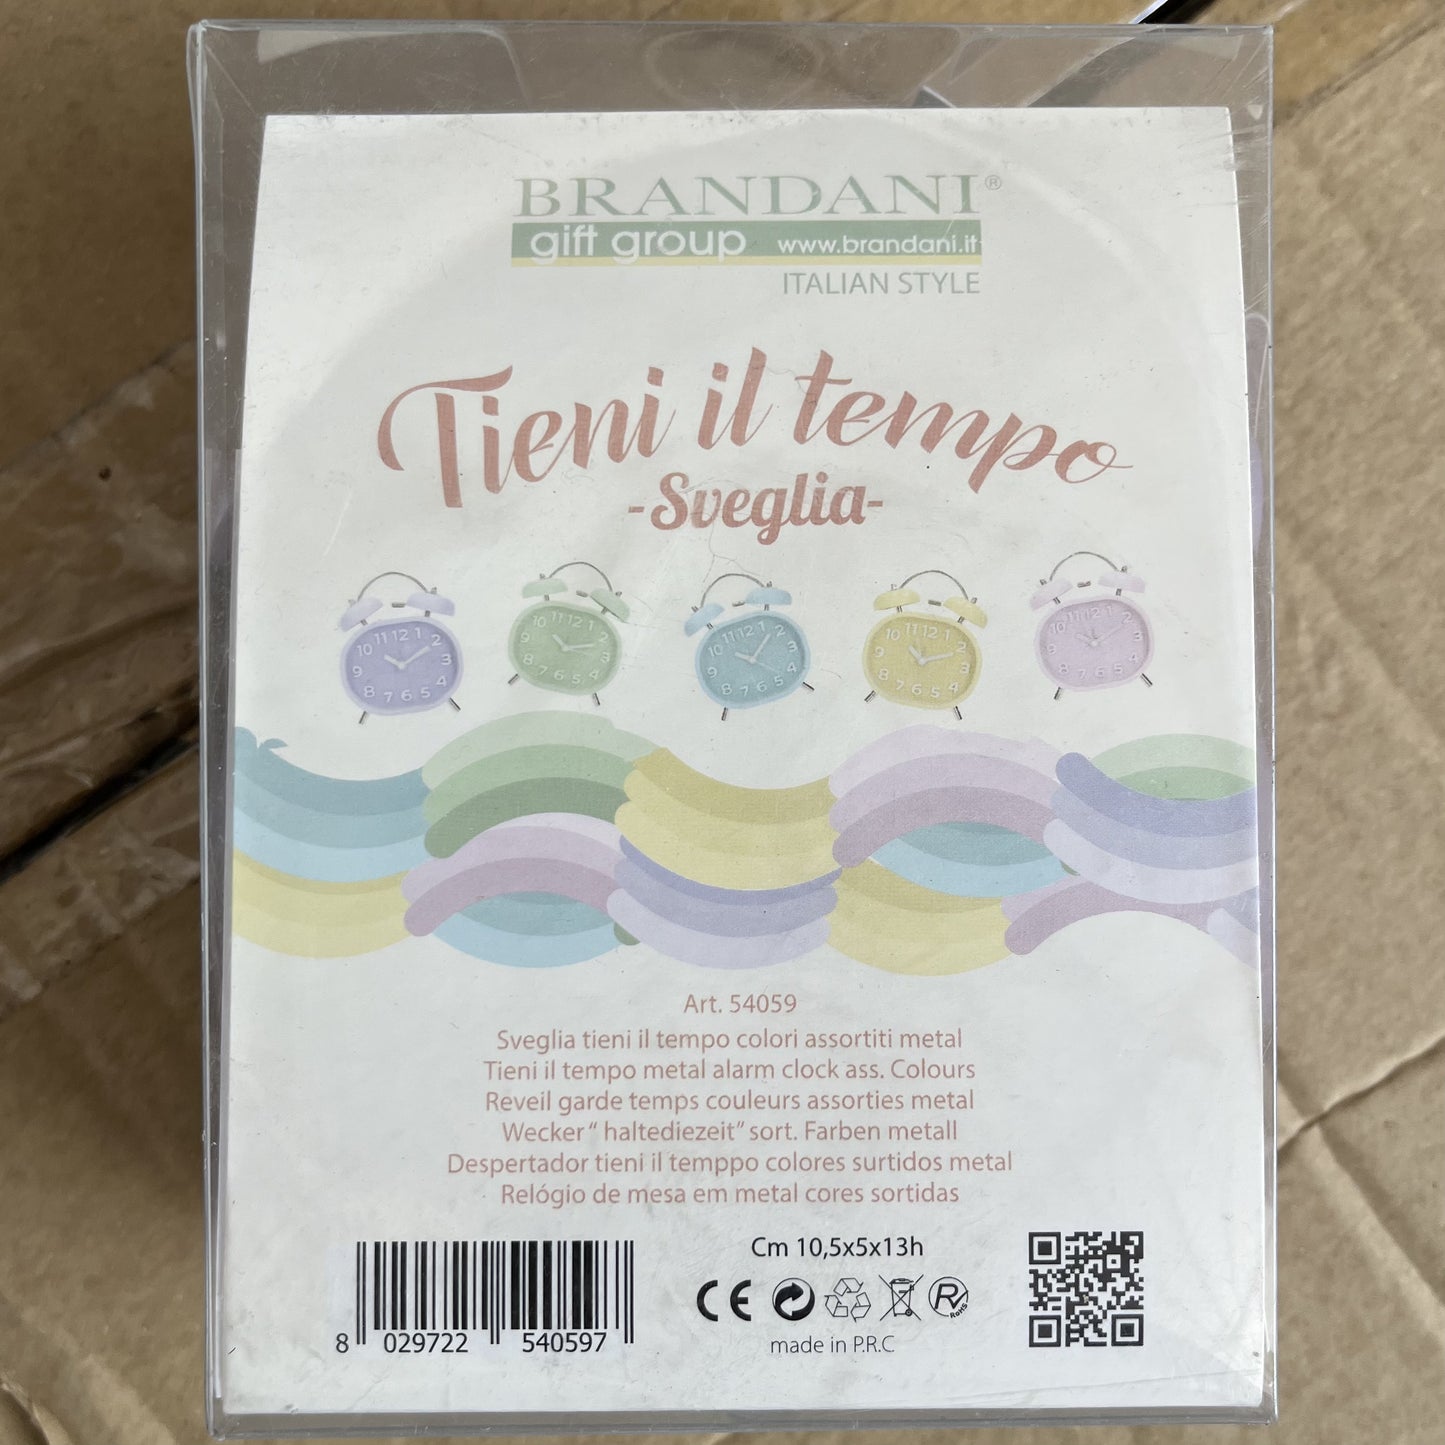 BRANDANI®
gift group www.brandani.it
ITALIAN STYLE
Tieni il tempo
-Sveglia-
Art. 54059
Sveglia tieni il tempo colori assortiti metal
Tieni il tempo metal alarm clock ass. Colours
Reveil garde temps couleurs assorties metal
Wecker “ haltediezeit” sort. Farben metall
Despertador tieni il temppo colores surtidos metal
Relógio de mesa em metal cores sortidas
Cm 10,5x5x13h
CE
RoHS
made in P.R.C
8 029722 540597